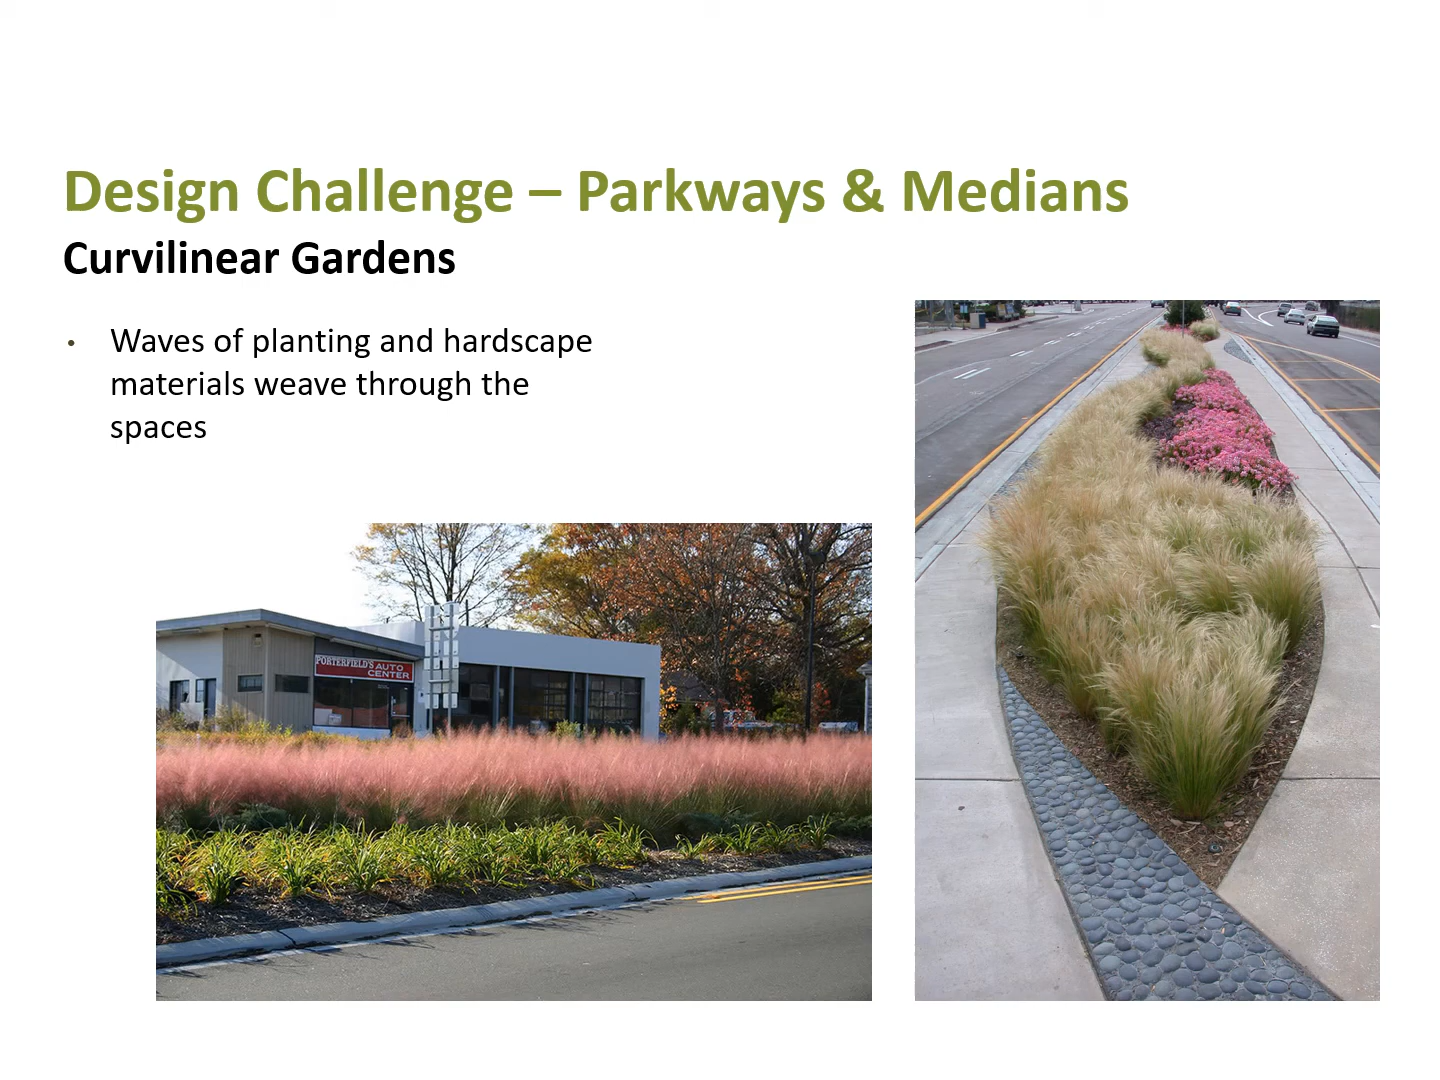 Design Challenge – Parkways & Medians
Curvilinear Gardens
• Waves of planting and hardscape
materials weave through the
spaces
PORTERFIELD'S AUTO
CENTER